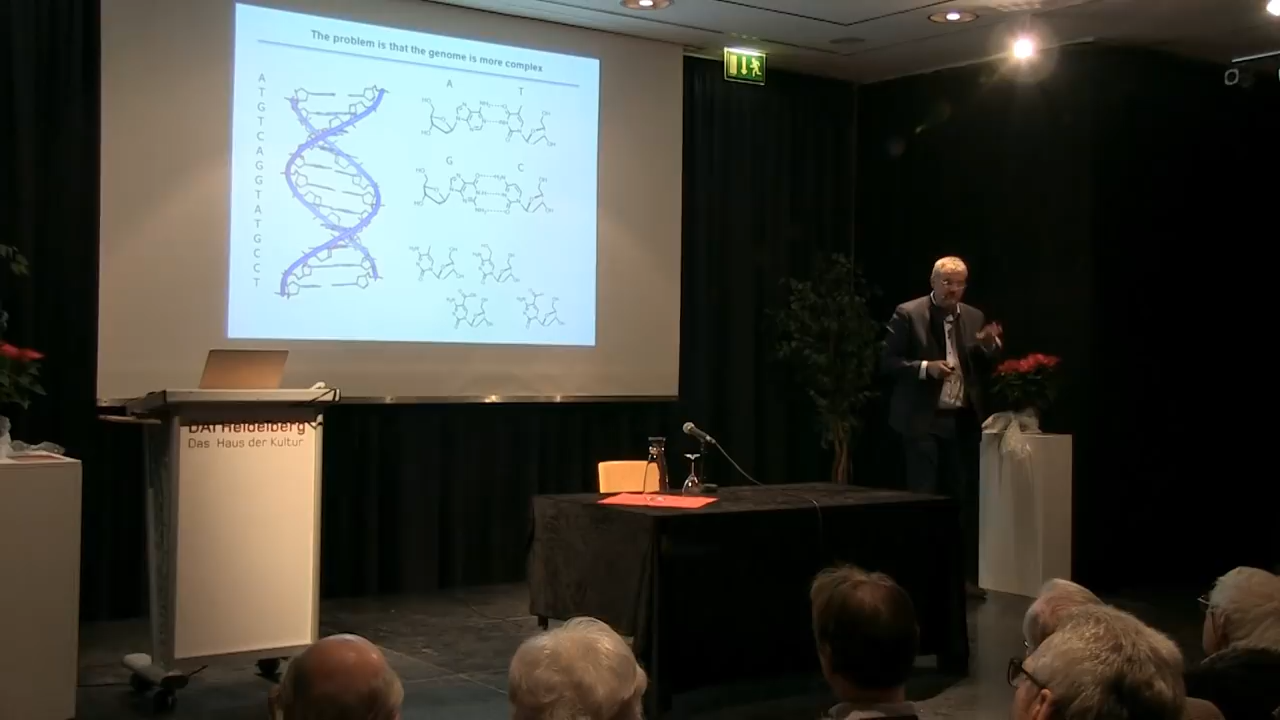 The problem is that the genome is more complex
A
T
G
T
C
A
G
G
T
A
T
G
C
C
T
A T
G C
DAI Heidelberg
Das Haus der Kultur